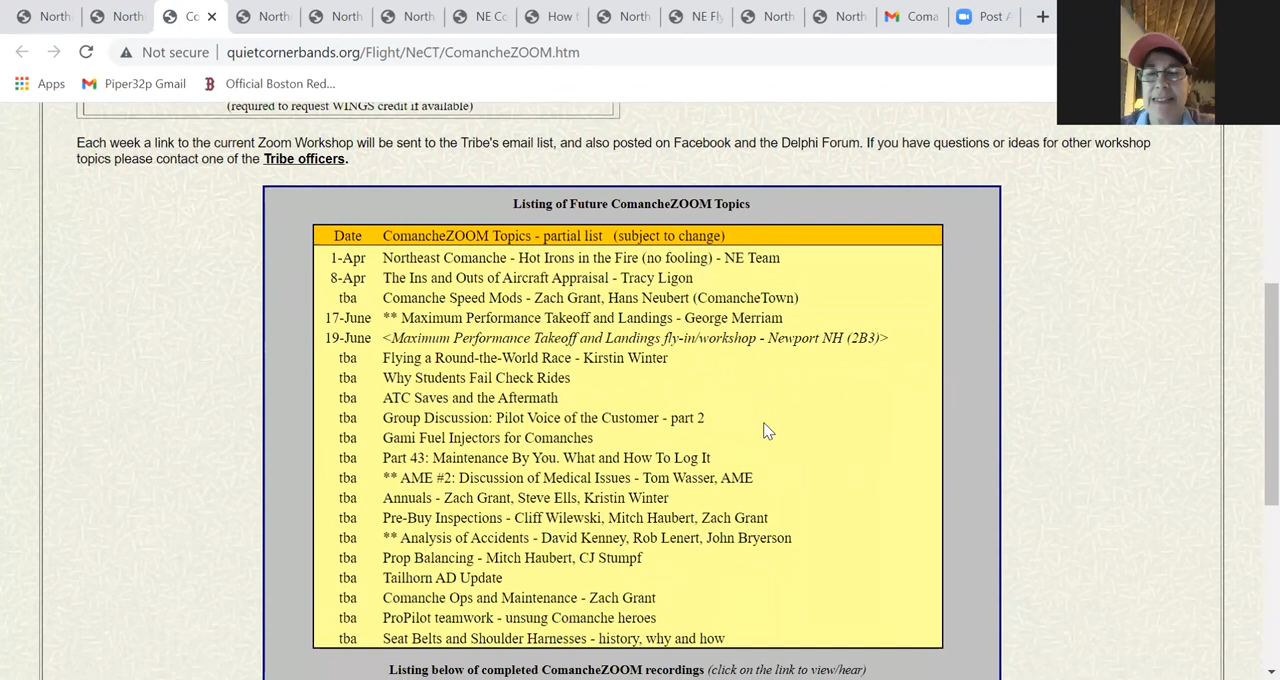 North
North
Co
North
North
North
NE Co
How t
North
NE Fly
North
North
Coma
Post A
Not secure quietcornerbands.org/Flight/NeCT/ComancheZOOM.htm
Apps Piper32p Gmail Official Boston Red...
(required to request WINGS credit if available)
Each week a link to the current Zoom Workshop will be sent to the Tribe's email list, and also posted on Facebook and the Delphi Forum. If you have questions or ideas for other workshop
topics please contact one of the Tribe officers.
Listing of Future ComancheZOOM Topics
Date ComancheZOOM Topics - partial list (subject to change)
1-Apr Northeast Comanche - Hot Irons in the Fire (no fooling) - NE Team
8-Apr The Ins and Outs of Aircraft Appraisal - Tracy Ligon
tba Comanche Speed Mods - Zach Grant, Hans Neubert (ComancheTown)
17-June ** Maximum Performance Takeoff and Landings - George Merriam
19-June <Maximum Performance Takeoff and Landings fly-in/workshop - Newport NH (2B3)>
tba Flying a Round-the-World Race - Kirstin Winter
tba Why Students Fail Check Rides
tba ATC Saves and the Aftermath
tba Group Discussion: Pilot Voice of the Customer - part 2
tba Gami Fuel Injectors for Comanches
tba Part 43: Maintenance By You. What and How To Log It
tba ** AME #2: Discussion of Medical Issues - Tom Wasser, AME
tba Annuals - Zach Grant, Steve Ells, Kristin Winter
tba Pre-Buy Inspections - Cliff Wilewski, Mitch Haubert, Zach Grant
tba ** Analysis of Accidents - David Kenney, Rob Lenert, John Bryerson
tba Prop Balancing - Mitch Haubert, CJ Stumpf
tba Tailhorn AD Update
tba Comanche Ops and Maintenance - Zach Grant
tba ProPilot teamwork - unsung Comanche heroes
tba Seat Belts and Shoulder Harnesses - history, why and how
Listing below of completed ComancheZOOM recordings (click on the link to view/hear)